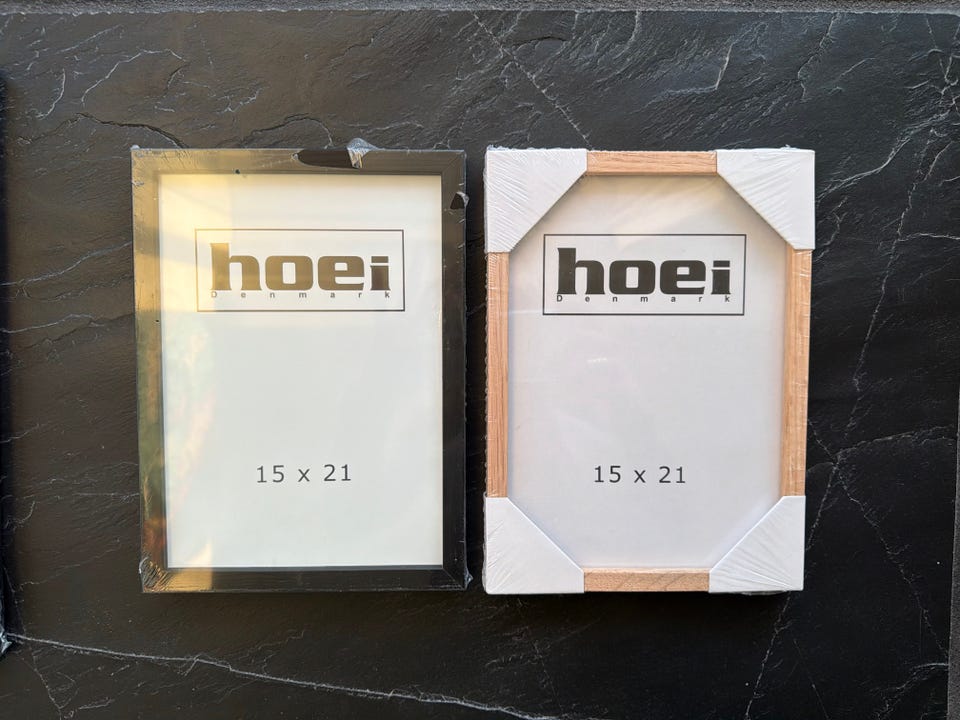 hoei
Denmark
15 x 21
hoei
Denmark
15 x 21